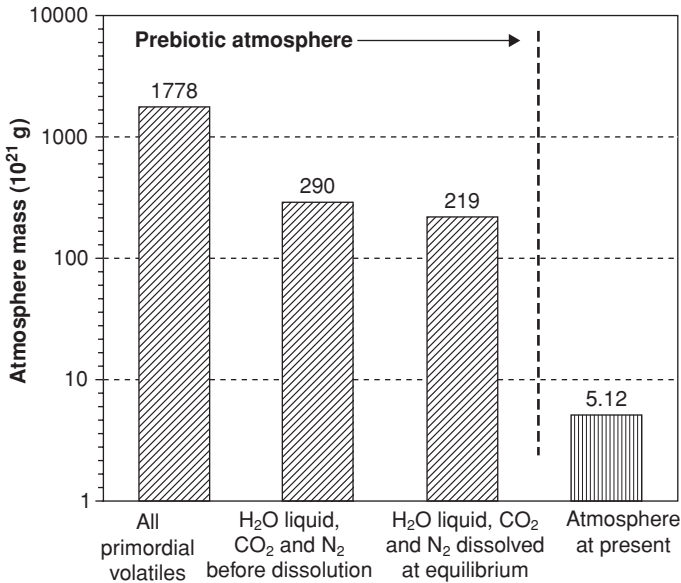 10000
Prebiotic atmosphere
1778
1000
290
219
100
10
5.12
1
Atmosphere mass (10²¹ g)
All
primordial
volatiles
H₂O liquid,
CO₂ and N₂
before dissolution
H₂O liquid, CO₂
and N₂ dissolved
at equilibrium
Atmosphere
at present